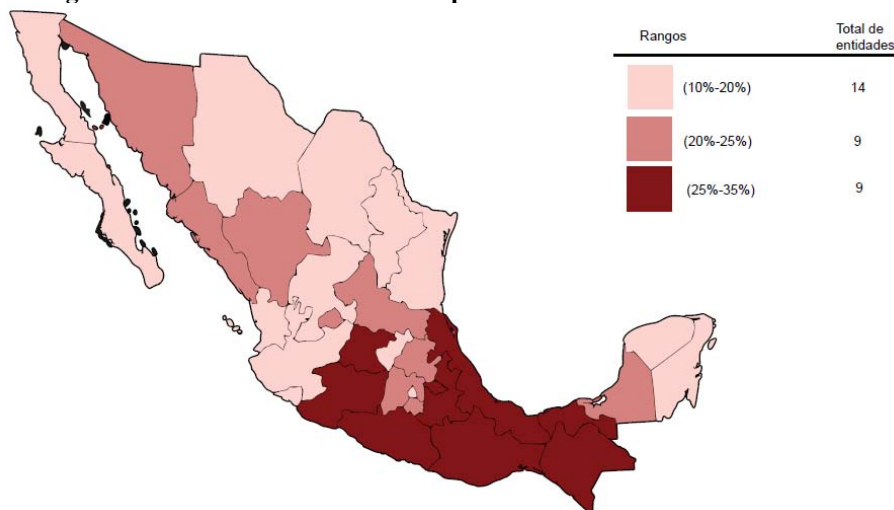 Rangos
Total de
entidades
(10%-20%)
14
(20%-25%)
9
(25%-35%)
9